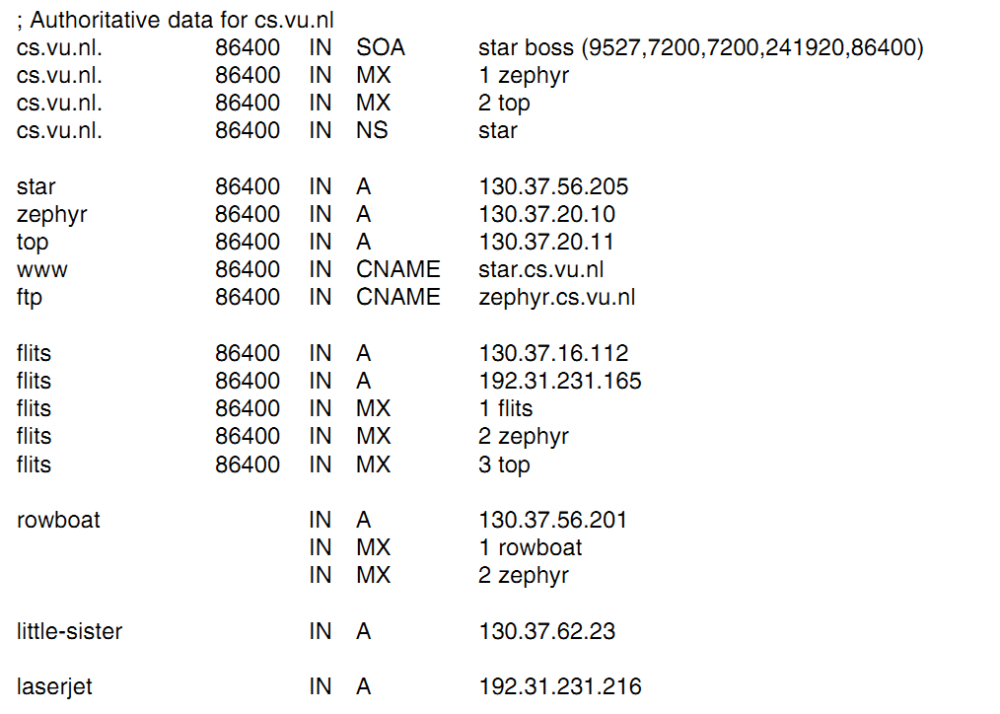 ; Authoritative data for cs.vu.nl
cs.vu.nl. 86400 IN SOA star boss (9527,7200,7200,241920,86400)
cs.vu.nl. 86400 IN MX 1 zephyr
cs.vu.nl. 86400 IN MX 2 top
cs.vu.nl. 86400 IN NS star
star 86400 IN A 130.37.56.205
zephyr 86400 IN A 130.37.20.10
top 86400 IN A 130.37.20.11
www 86400 IN CNAME star.cs.vu.nl
ftp 86400 IN CNAME zephyr.cs.vu.nl
flits 86400 IN A 130.37.16.112
flits 86400 IN A 192.31.231.165
flits 86400 IN MX 1 flits
flits 86400 IN MX 2 zephyr
flits 86400 IN MX 3 top
rowboat IN A 130.37.56.201
IN MX 1 rowboat
IN MX 2 zephyr
little-sister IN A 130.37.62.23
laserjet IN A 192.31.231.216